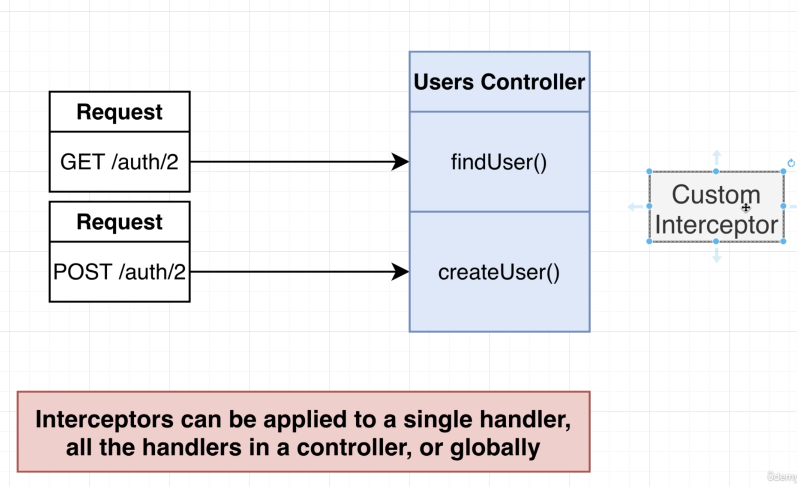 Users Controller
Request
GET /auth/2
findUser()
Custom
Interceptor
Request
POST /auth/2
createUser()
Interceptors can be applied to a single handler,
all the handlers in a controller, or globally
ûdemy